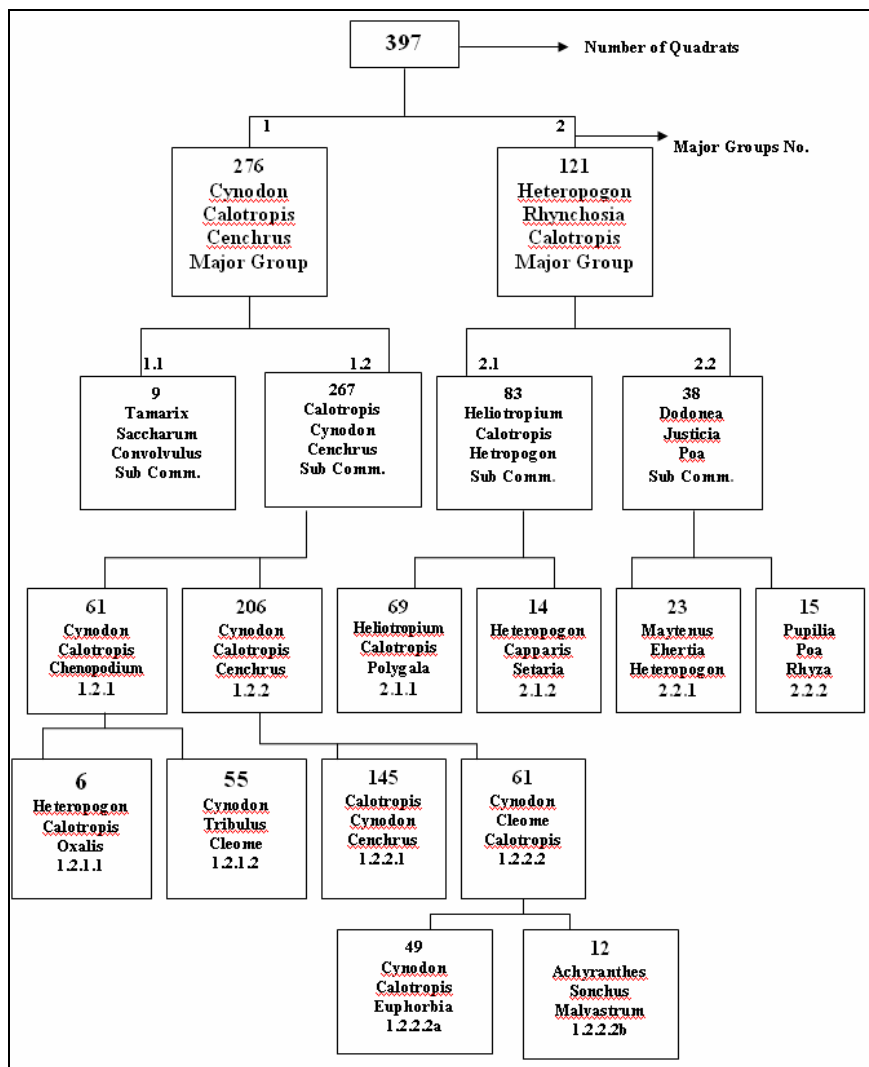 397
Number of Quadrats
1
2
Major Groups No.
276
Cynodon
Calotropis
Cenchrus
Major Group
121
Heteropogon
Rhynchosia
Calotropis
Major Group
1.1
1.2
2.1
2.2
9
Tamarix
Saccharum
Convolvulus
Sub Comm.
267
Calotropis
Cynodon
Cenchrus
Sub Comm.
83
Heliotropium
Calotropis
Hetropogon
Sub Comm.
38
Dodonea
Justicia
Poa
Sub Comm.
61
Cynodon
Calotropis
Chenopodium
1.2.1
206
Cynodon
Calotropis
Cenchrus
1.2.2
69
Heliotropium
Calotropis
Polygala
2.1.1
14
Heteropogon
Capparis
Setaria
2.1.2
23
Maytenus
Ehertia
Heteropogon
2.2.1
15
Pupilia
Poa
Rhyza
2.2.2
6
Heteropogon
Calotropis
Oxalis
1.2.1.1
55
Cynodon
Tribulus
Cleome
1.2.1.2
145
Calotropis
Cynodon
Cenchrus
1.2.2.1
61
Cynodon
Cleome
Calotropis
1.2.2.2
49
Cynodon
Calotropis
Euphorbia
1.2.2.2a
12
Achyranthes
Sonchus
Malvastrum
1.2.2.2b